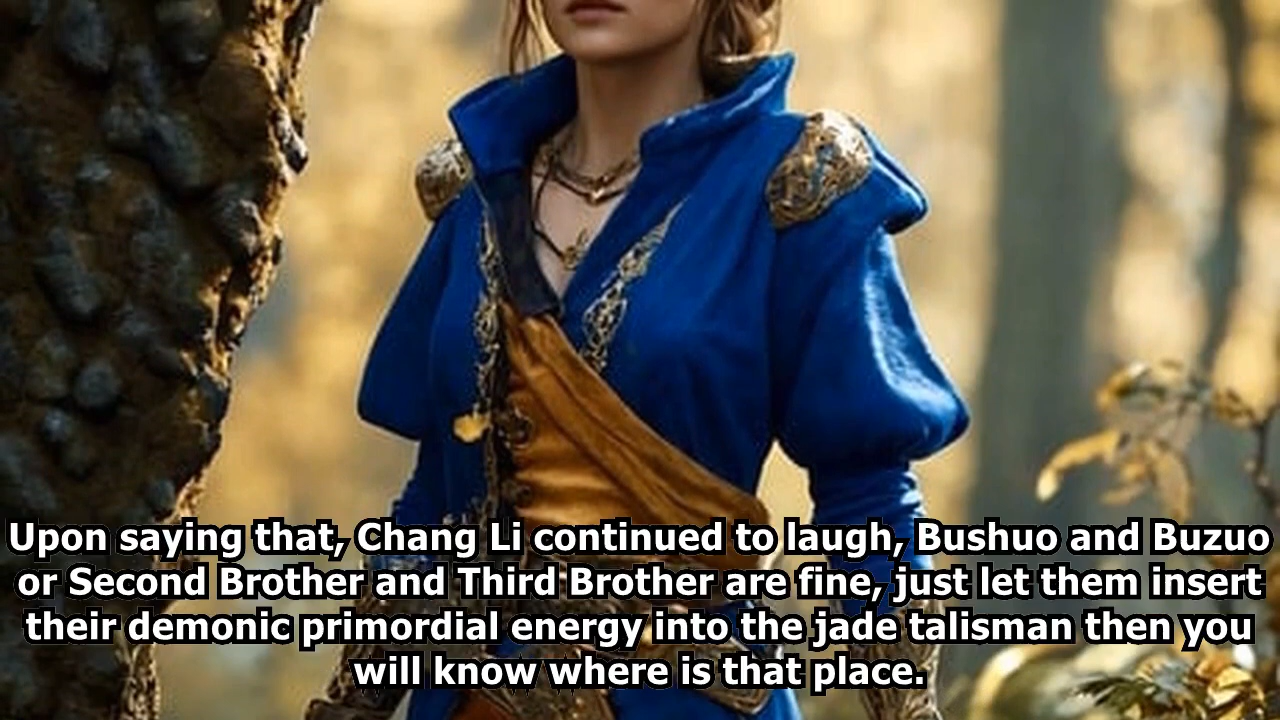 Upon saying that, Chang Li continued to laugh, Bushuo and Buzuo
or Second Brother and Third Brother are fine, just let them insert
their demonic primordial energy into the jade talisman then you
will know where is that place.